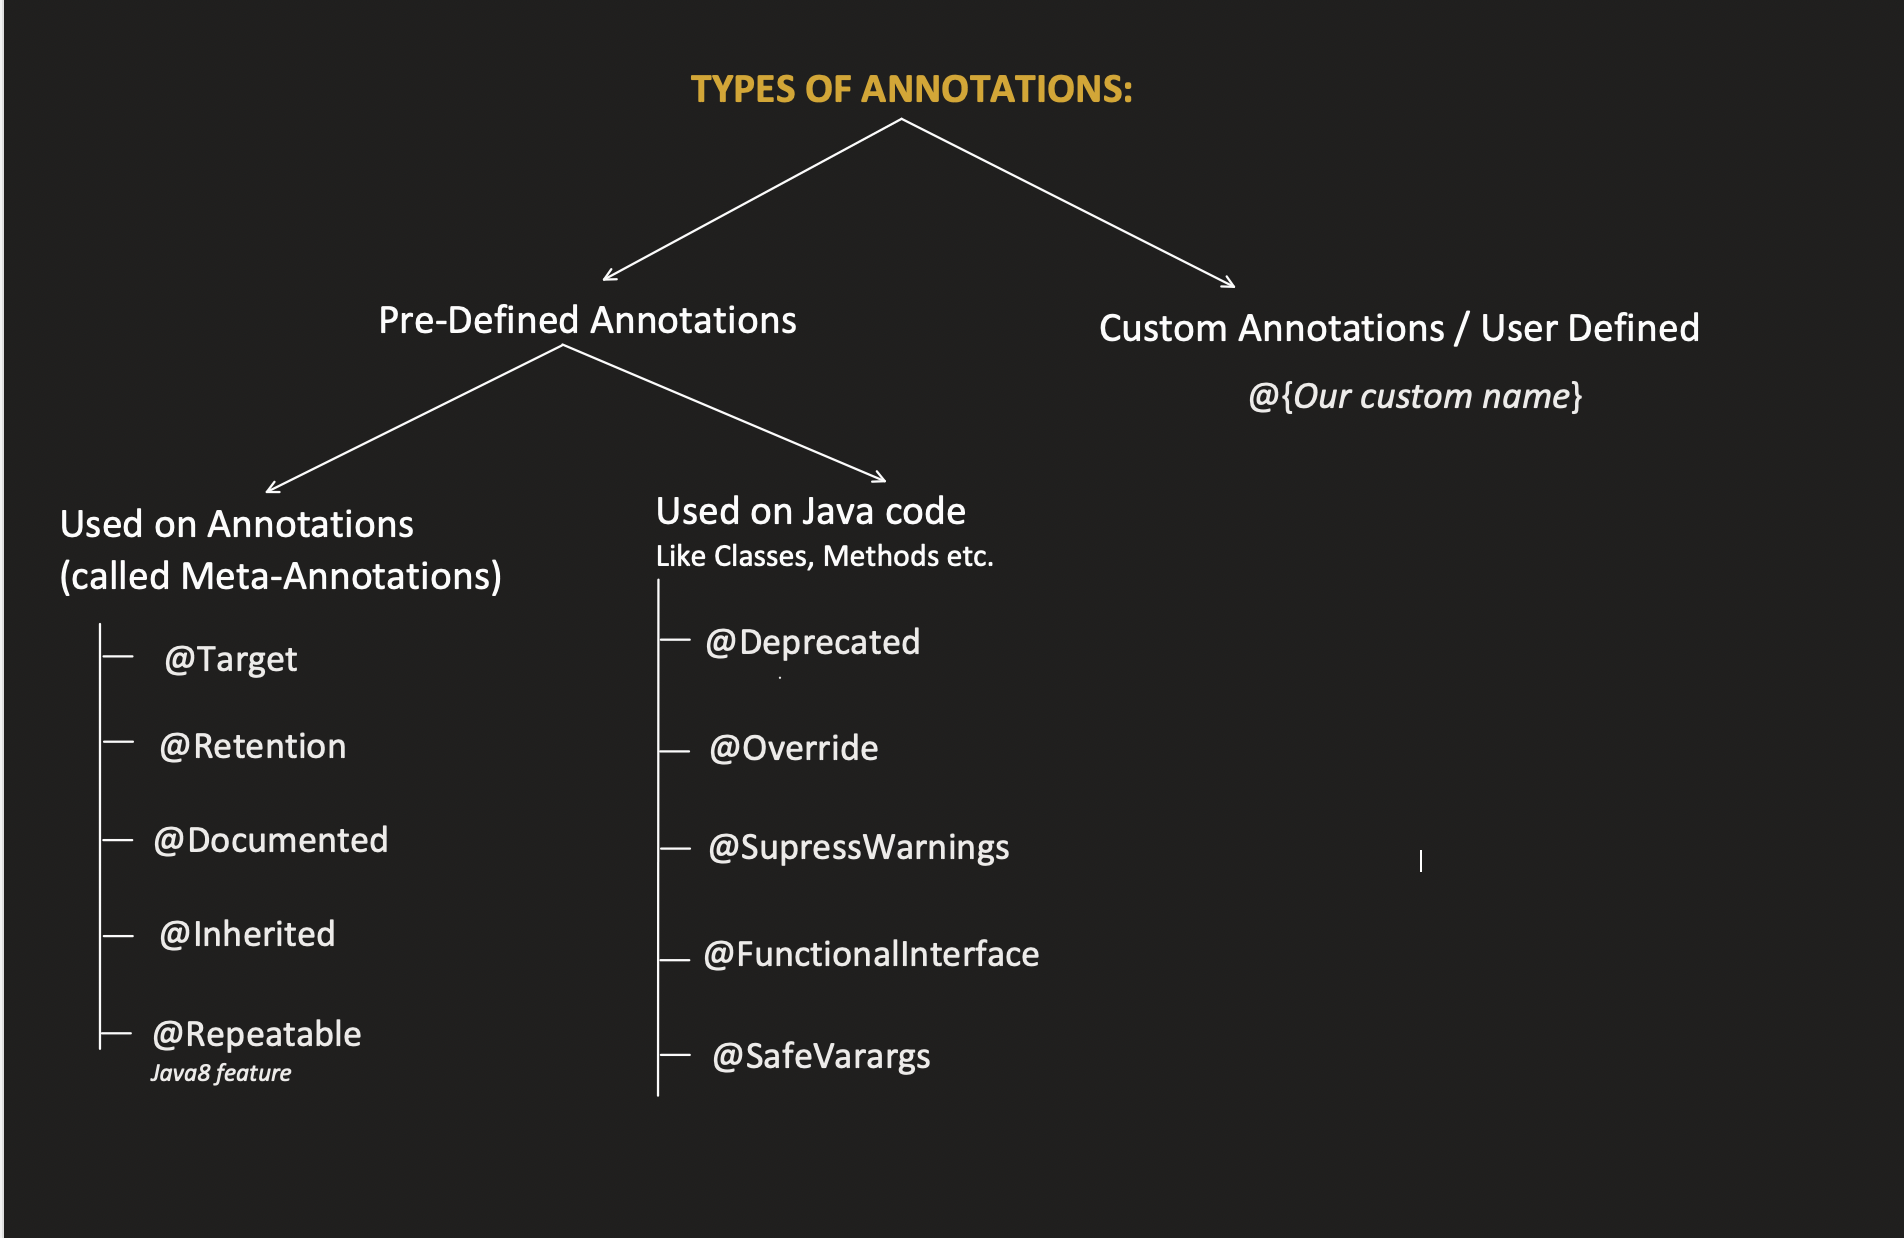 TYPES OF ANNOTATIONS:
Pre-Defined Annotations
Custom Annotations / User Defined
@{Our custom name}
Used on Annotations
(called Meta-Annotations)
@Target
@Retention
@Documented
@Inherited
@Repeatable
Java8 feature
Used on Java code
Like Classes, Methods etc.
@Deprecated
@Override
@SupressWarnings
@FunctionalInterface
@SafeVarargs